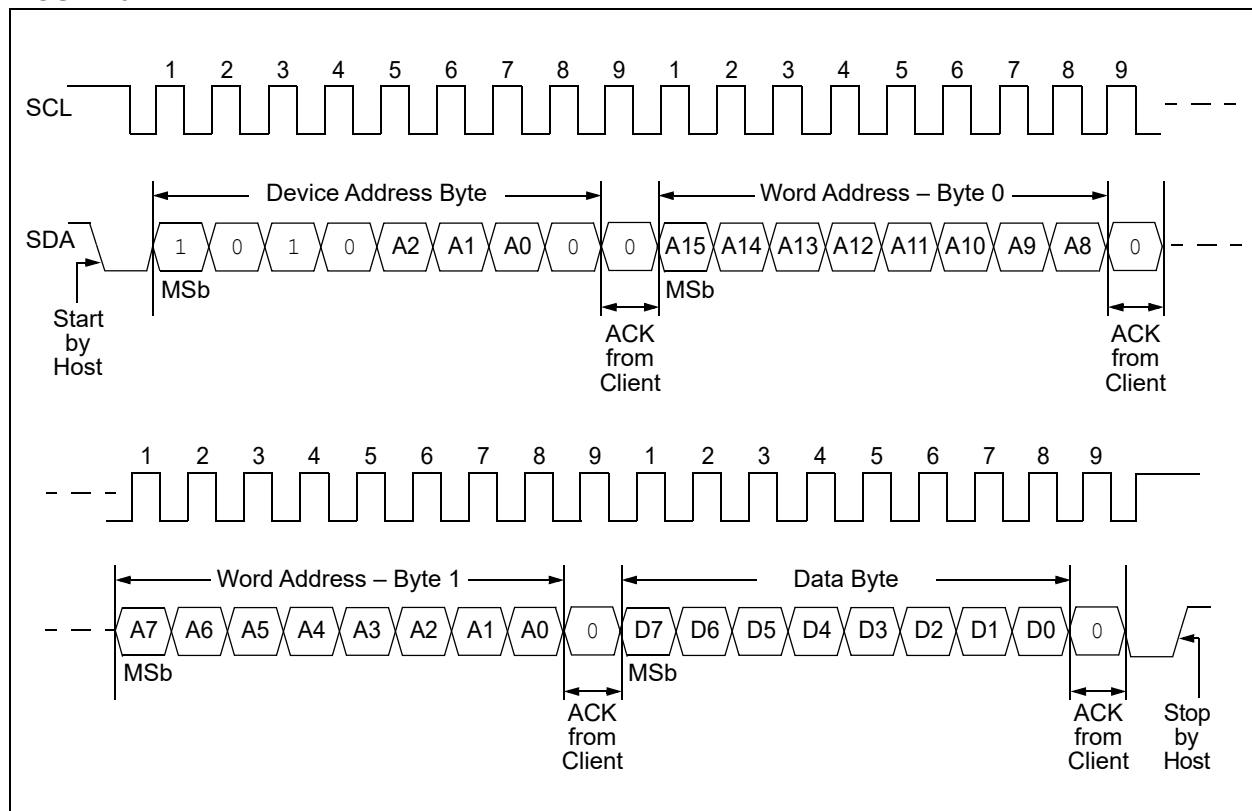 1 2 3 4 5 6 7 8 9 1 2 3 4 5 6 7 8 9
SCL
Device Address Byte Word Address – Byte 0
SDA 1 0 1 0 A2 A1 A0 0 0 A15 A14 A13 A12 A11 A10 A9 A8 0
MSb MSb
Start
by
Host
ACK
from
Client
ACK
from
Client
1 2 3 4 5 6 7 8 9 1 2 3 4 5 6 7 8 9
Word Address – Byte 1 Data Byte
A7 A6 A5 A4 A3 A2 A1 A0 0 D7 D6 D5 D4 D3 D2 D1 D0 0
MSb MSb
ACK
from
Client
ACK
from
Client
Stop
by
Host